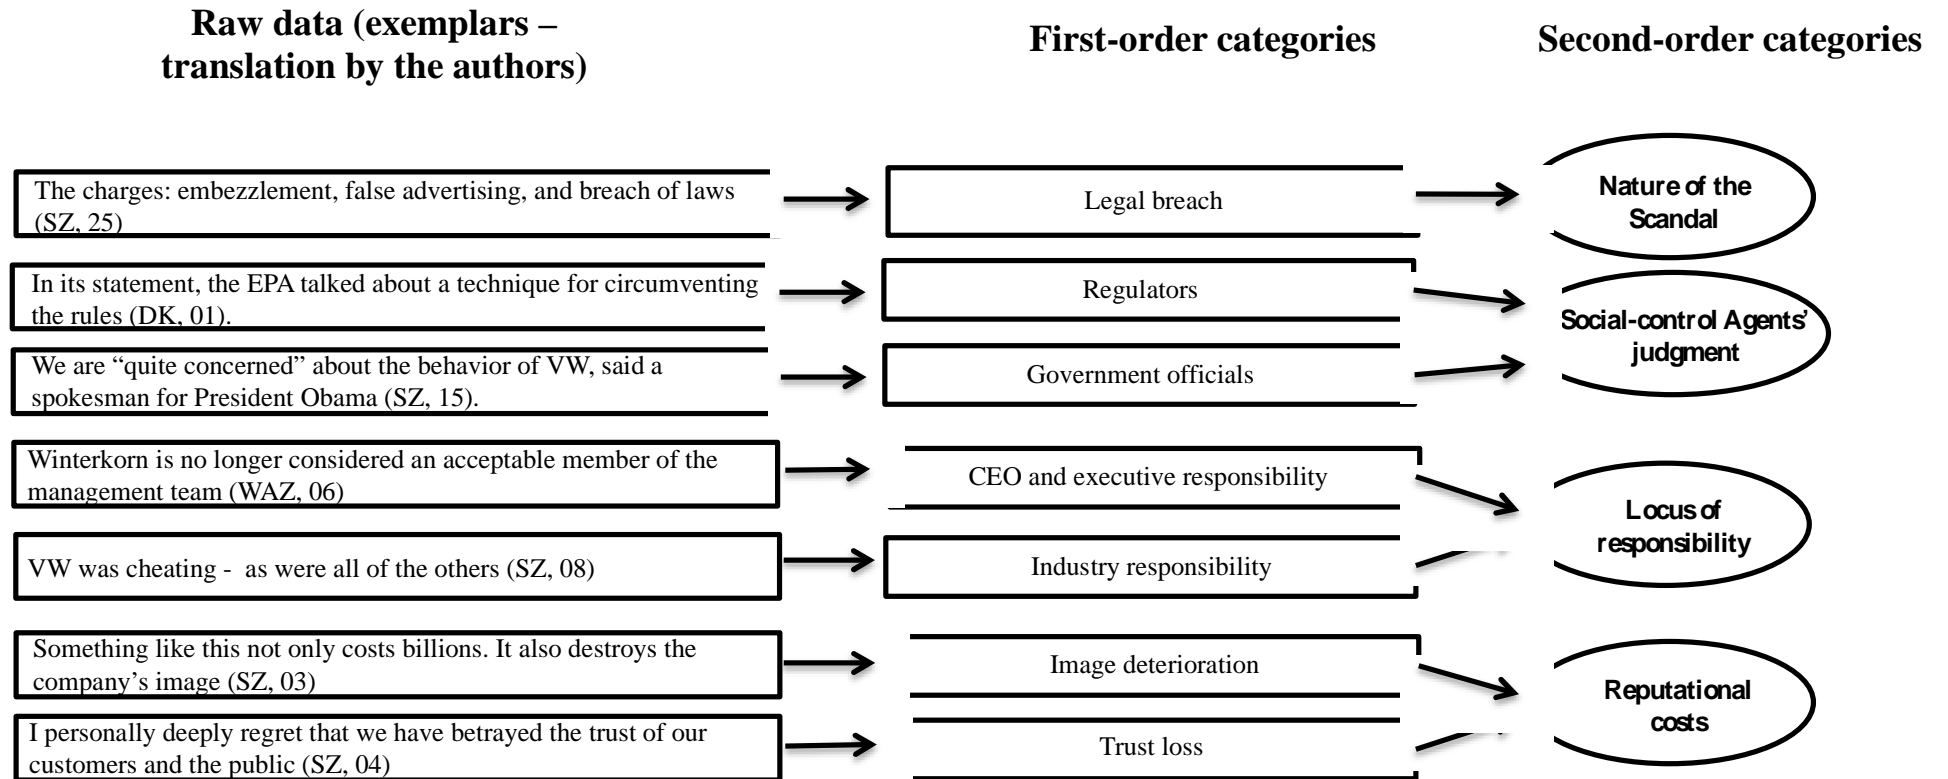 Raw data (exemplars –
translation by the authors)
First-order categories
Second-order categories
The charges: embezzlement, false advertising, and breach of laws
(SZ, 25)
Legal breach
Nature of the
Scandal
In its statement, the EPA talked about a technique for circumventing
the rules (DK, 01).
Regulators
Social-control Agents’
judgment
We are “quite concerned” about the behavior of VW, said a
spokesman for President Obama (SZ, 15).
Government officials
Winterkorn is no longer considered an acceptable member of the
management team (WAZ, 06)
CEO and executive responsibility
Locus of
responsibility
VW was cheating - as were all of the others (SZ, 08)
Industry responsibility
Something like this not only costs billions. It also destroys the
company’s image (SZ, 03)
Image deterioration
Reputational
costs
I personally deeply regret that we have betrayed the trust of our
customers and the public (SZ, 04)
Trust loss